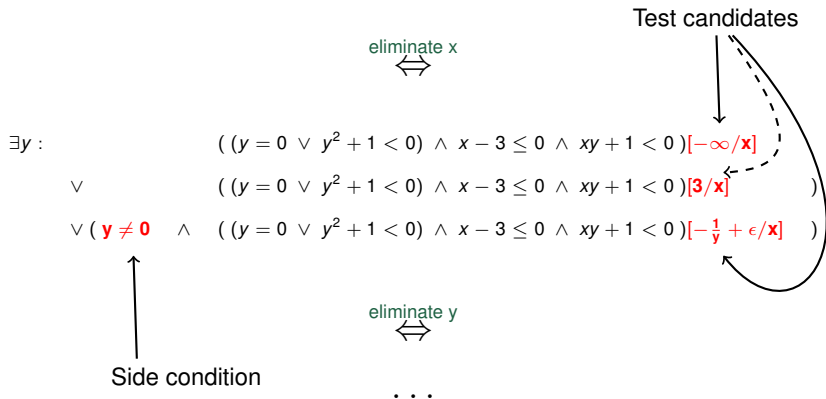 Test candidates
eliminate x
⟺
∃y : ( (y = 0 ∨ y² + 1 < 0) ∧ x − 3 ≤ 0 ∧ xy + 1 < 0 )[−∞/x]
∨ ( (y = 0 ∨ y² + 1 < 0) ∧ x − 3 ≤ 0 ∧ xy + 1 < 0 )[3/x] )
∨ ( y ≠ 0 ∧ ( (y = 0 ∨ y² + 1 < 0) ∧ x − 3 ≤ 0 ∧ xy + 1 < 0 )[−1/y + ϵ/x] )
eliminate y
⟺
Side condition
. . .